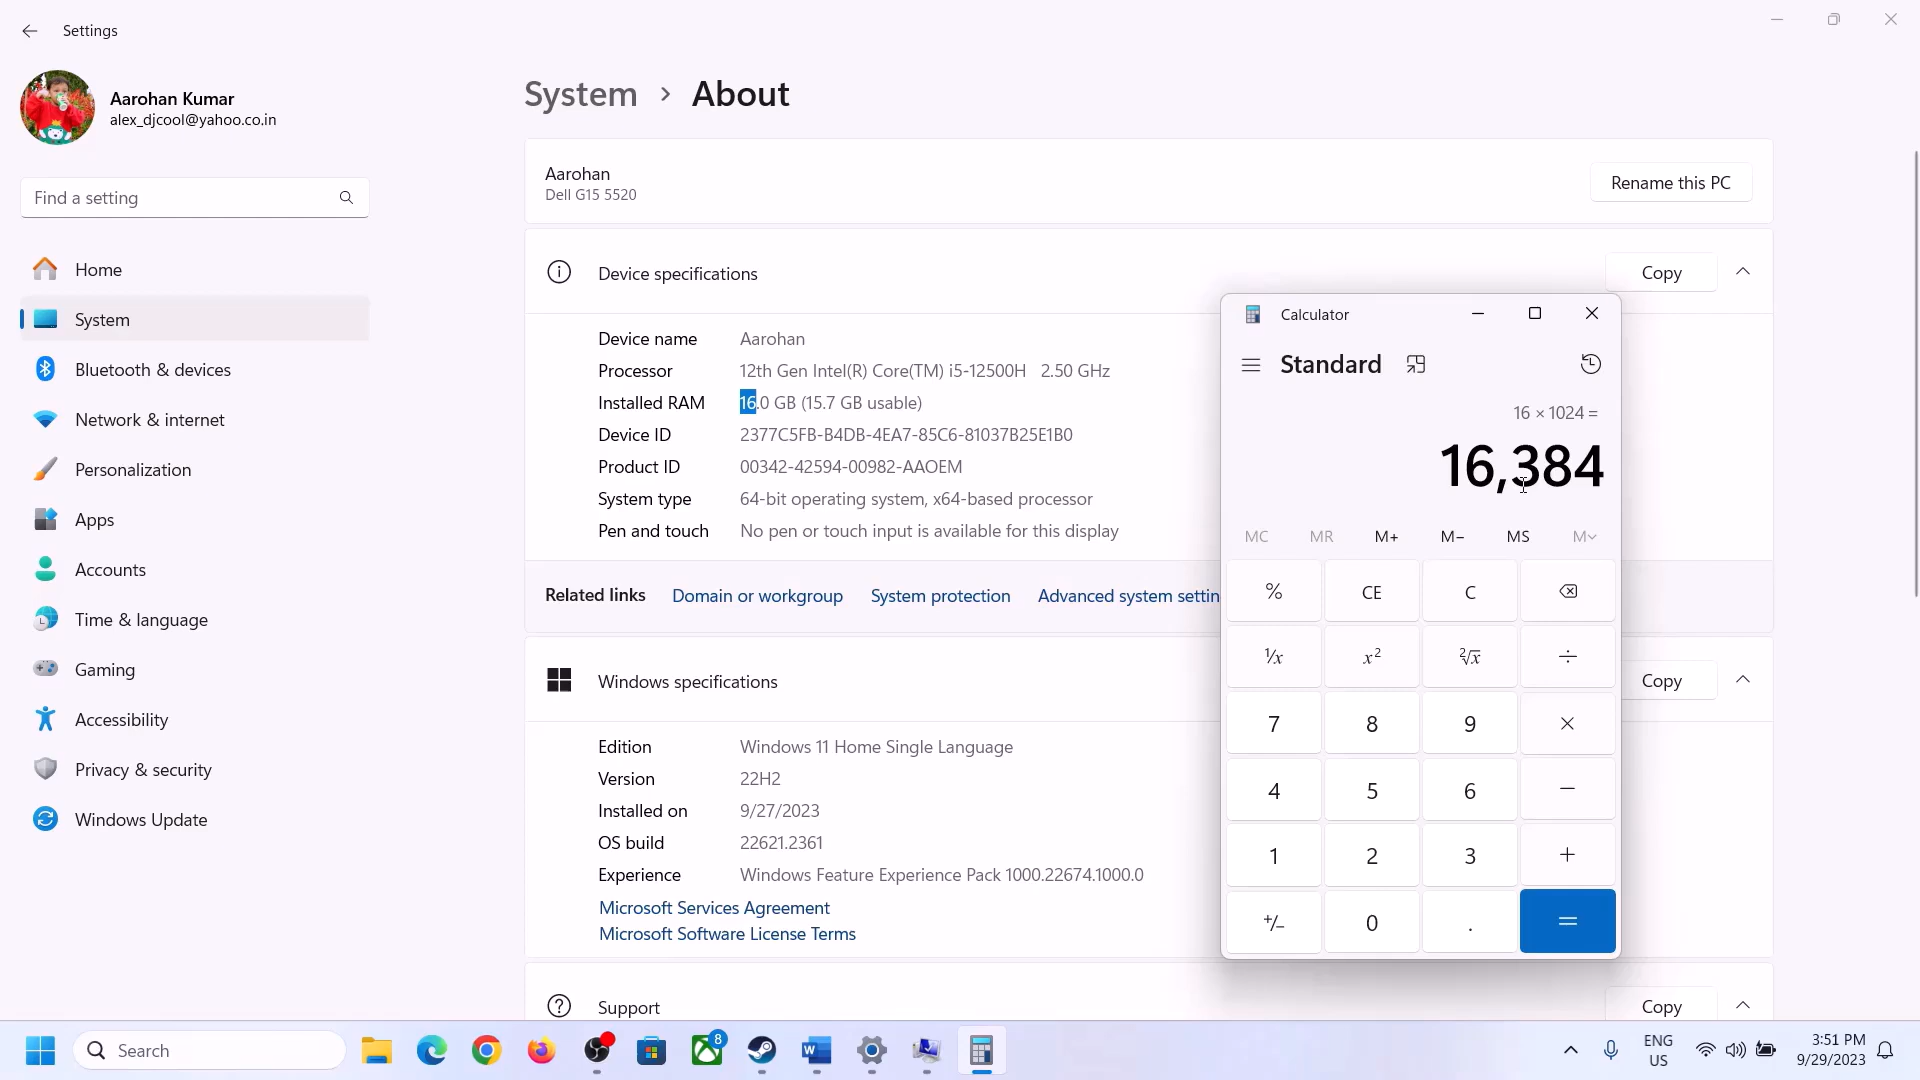 Settings
Aarohan Kumar
alex_djcool@yahoo.co.in
Find a setting
Home
System
Bluetooth & devices
Network & internet
Personalization
Apps
Accounts
Time & language
Gaming
Accessibility
Privacy & security
Windows Update
System > About
Aarohan
Dell G15 5520
Rename this PC
Device specifications
Copy
Device name Aarohan
Processor 12th Gen Intel(R) Core(TM) i5-12500H 2.50 GHz
Installed RAM 16.0 GB (15.7 GB usable)
Device ID 2377C5FB-B4DB-4EA7-85C6-81037B25E1B0
Product ID 00342-42594-00982-AAOEM
System type 64-bit operating system, x64-based processor
Pen and touch No pen or touch input is available for this display
Related links Domain or workgroup System protection Advanced system settin
Windows specifications
Copy
Edition Windows 11 Home Single Language
Version 22H2
Installed on 9/27/2023
OS build 22621.2361
Experience Windows Feature Experience Pack 1000.22674.1000.0
Microsoft Services Agreement
Microsoft Software License Terms
Support
Copy
Calculator
Standard
16 × 1024 =
16,384
MC MR M+ M− MS M
% CE C
¹/x x² ²√x ÷
7 8 9 ×
4 5 6 −
1 2 3 +
+/− 0 . =
Search
8
ENG
US
3:51 PM
9/29/2023